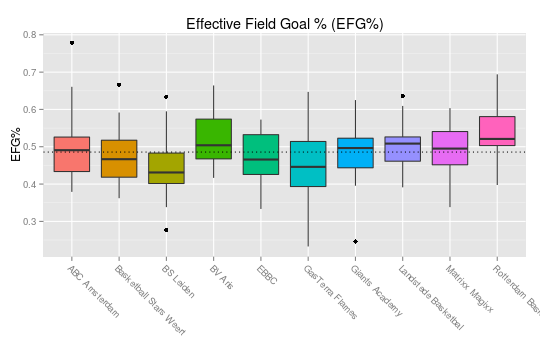 Effective Field Goal % (EFG%)
EFG%
0.8
0.7
0.6
0.5
0.4
0.3
ABC Amsterdam
Basketball Stars Weert
BS Leiden
BV Aris
EBBC
GasTerra Flames
Giants Academy
Landstede Basketbal
Matrixx Magixx
Rotterdam Bas